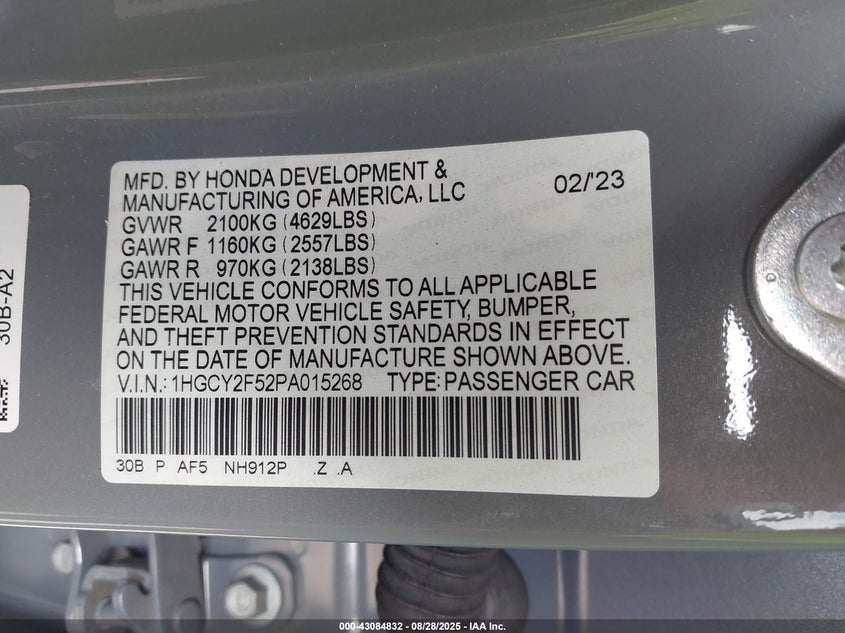 MFD. BY HONDA DEVELOPMENT &
MANUFACTURING OF AMERICA, LLC 02/'23
GVWR 2100KG (4629LBS)
GAWR F 1160KG (2557LBS)
GAWR R 970KG (2138LBS)
THIS VEHICLE CONFORMS TO ALL APPLICABLE
FEDERAL MOTOR VEHICLE SAFETY, BUMPER,
AND THEFT PREVENTION STANDARDS IN EFFECT
ON THE DATE OF MANUFACTURE SHOWN ABOVE.
V.I.N.: 1HGCY2F52PA015268 TYPE: PASSENGER CAR
30B P AF5 NH912P .Z .A
30B-A2
000-43084832 - 08/28/2025 - IAA Inc.